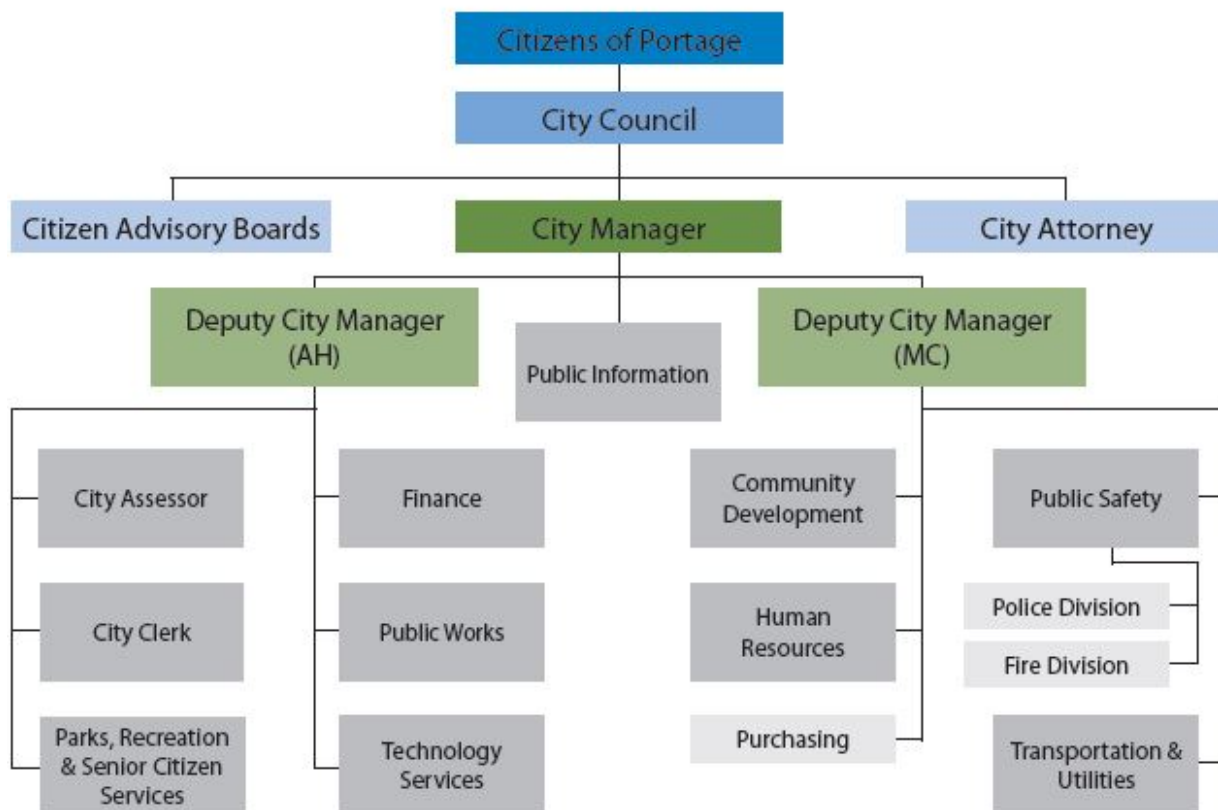 Citizens of Portage
City Council
Citizen Advisory Boards
City Manager
City Attorney
Deputy City Manager
(AH)
Public Information
Deputy City Manager
(MC)
City Assessor
Finance
Community
Development
Public Safety
City Clerk
Public Works
Human
Resources
Police Division
Fire Division
Parks, Recreation
& Senior Citizen
Services
Technology
Services
Purchasing
Transportation &
Utilities